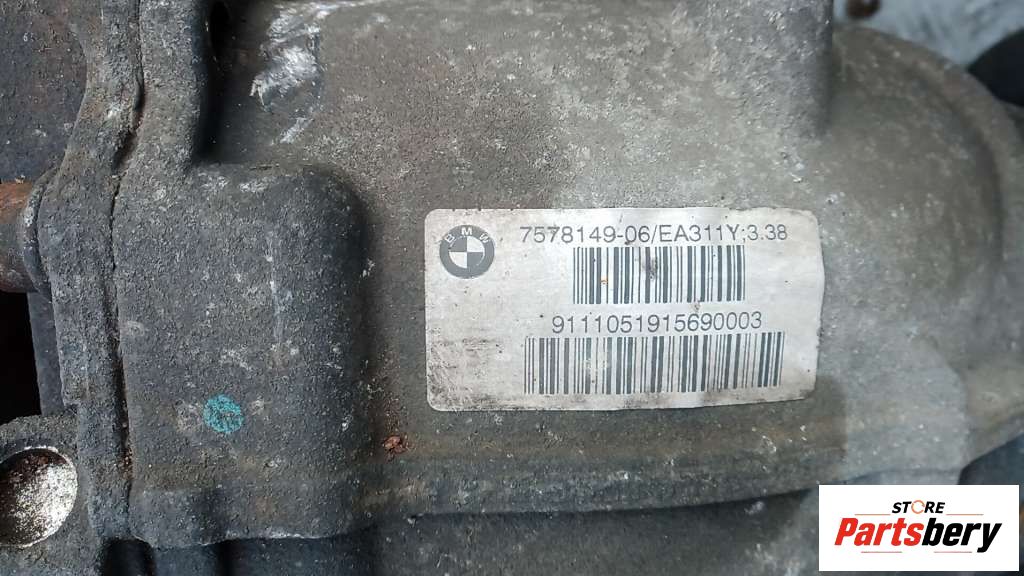 BMW
7578149-06/EA311Y;3.38
9111051915690003
STORE
Partsbery